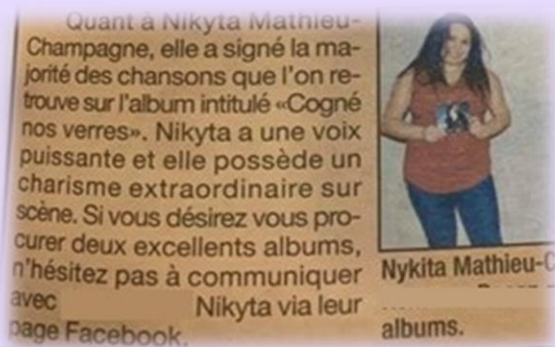 Quant à Nikyta Mathieu-
Champagne, elle a signé la ma-
jorité des chansons que l'on re-
trouve sur l'album intitulé «Cogné
nos verres». Nikyta a une voix
puissante et elle possède un
charisme extraordinaire sur
scène. Si vous désirez vous pro-
curer deux excellents albums,
n'hésitez pas à communiquer
avec Nikyta via leur
page Facebook.
Nykita Mathieu-C
albums.